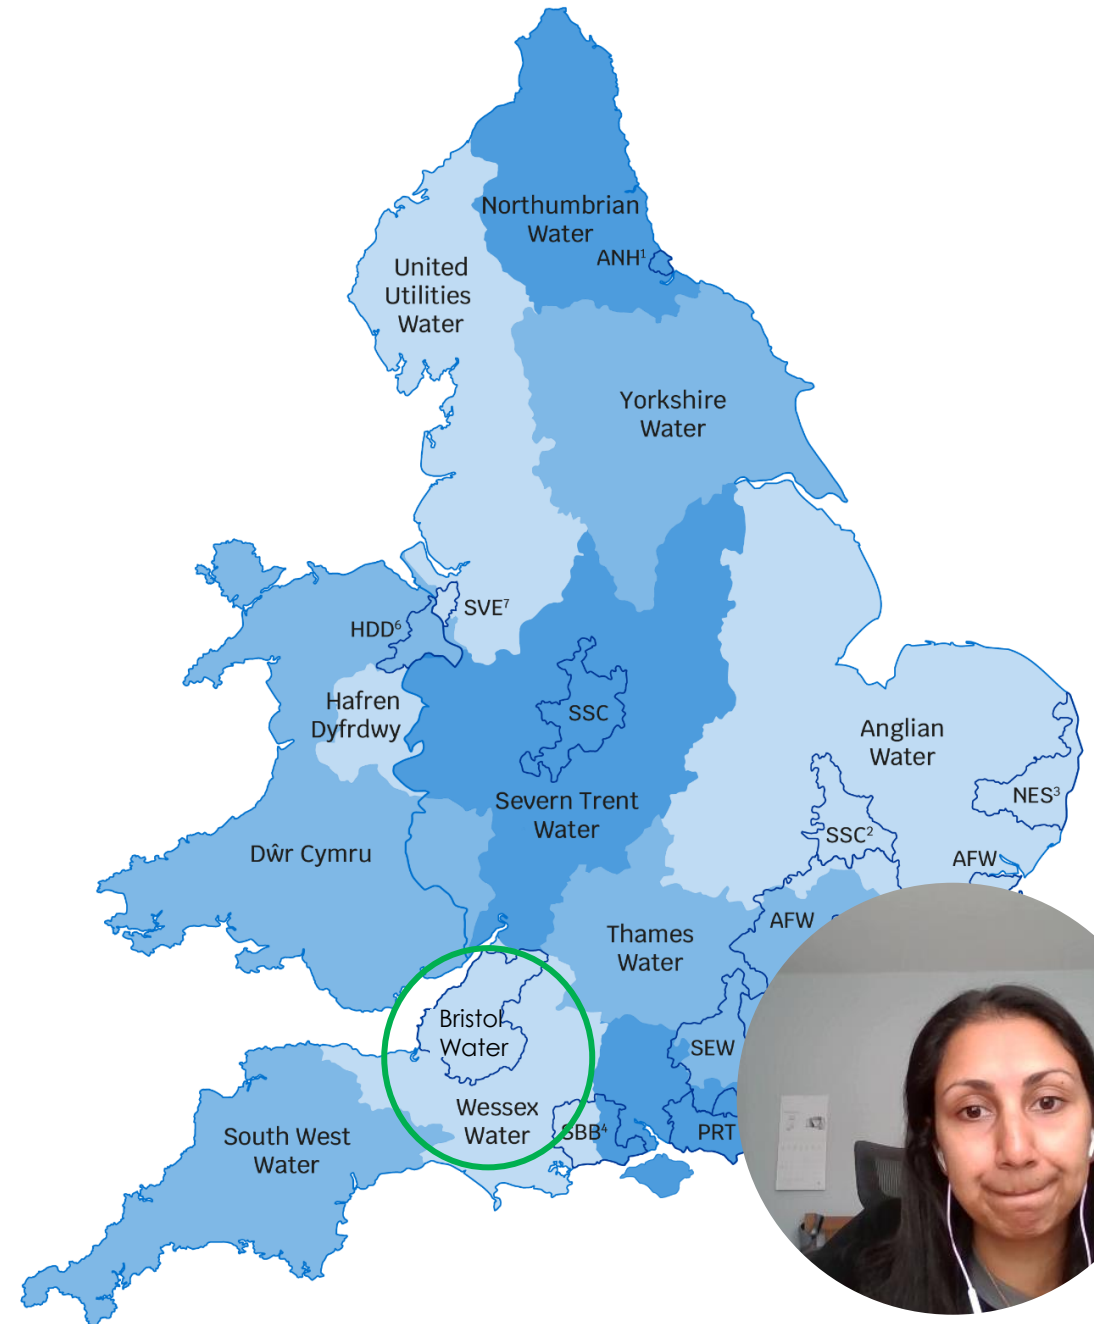 Northumbrian
Water
ANH¹
United
Utilities
Water
Yorkshire
Water
SVE⁷
HDD⁶
Hafren
Dyfrdwy
SSC
Anglian
Water
NES³
Severn Trent
Water
SSC²
Dŵr Cymru
AFW
AFW
Thames
Water
Bristol
Water
SEW
Wessex
Water
SBB⁴
PRT
South West
Water